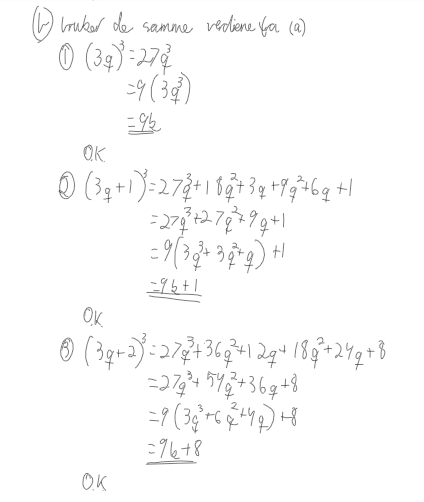 (b) bruker de samme verdiene fra (a)
① (3q)³ = 27q³
= 9(3q³)
= 9k
OK
② (3q+1)³ = 27q³+18q²+3q+9q²+6q+1
= 27q³+27q²+9q+1
= 9(3q³+3q²+q)+1
= 9k+1
OK
③ (3q+2)³ = 27q³+36q²+12q+18q²+24q+8
= 27q³+54q²+36q+8
= 9(3q³+6q²+4q)+8
= 9k+8
OK